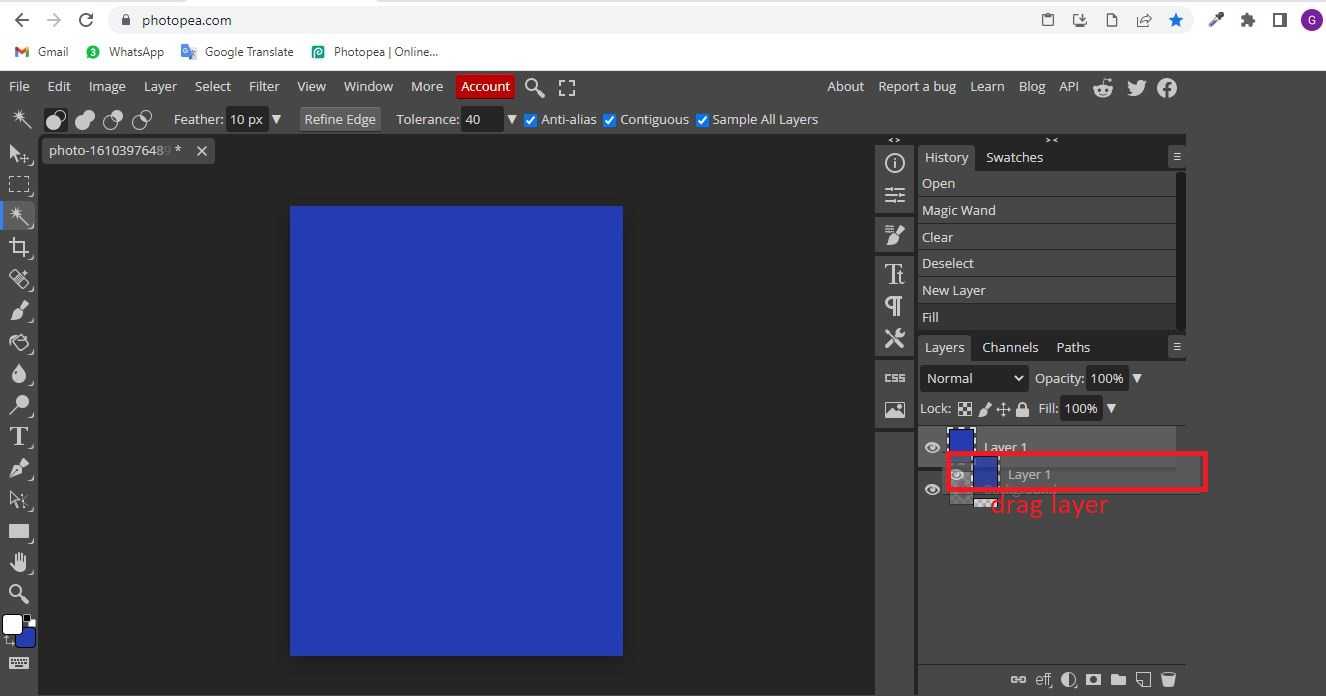 photopea.com
G
Gmail
3 WhatsApp
Google Translate
Photopea | Online...
File Edit Image Layer Select Filter View Window More Account
About Report a bug Learn Blog API
Feather: 10 px Refine Edge Tolerance: 40 Anti-alias Contiguous Sample All Layers
photo-16103976489 *
History Swatches
Open
Magic Wand
Clear
Deselect
New Layer
Fill
Layers Channels Paths
CSS
Normal Opacity: 100%
Lock: Fill: 100%
Layer 1
Layer 1
drag layer
eff